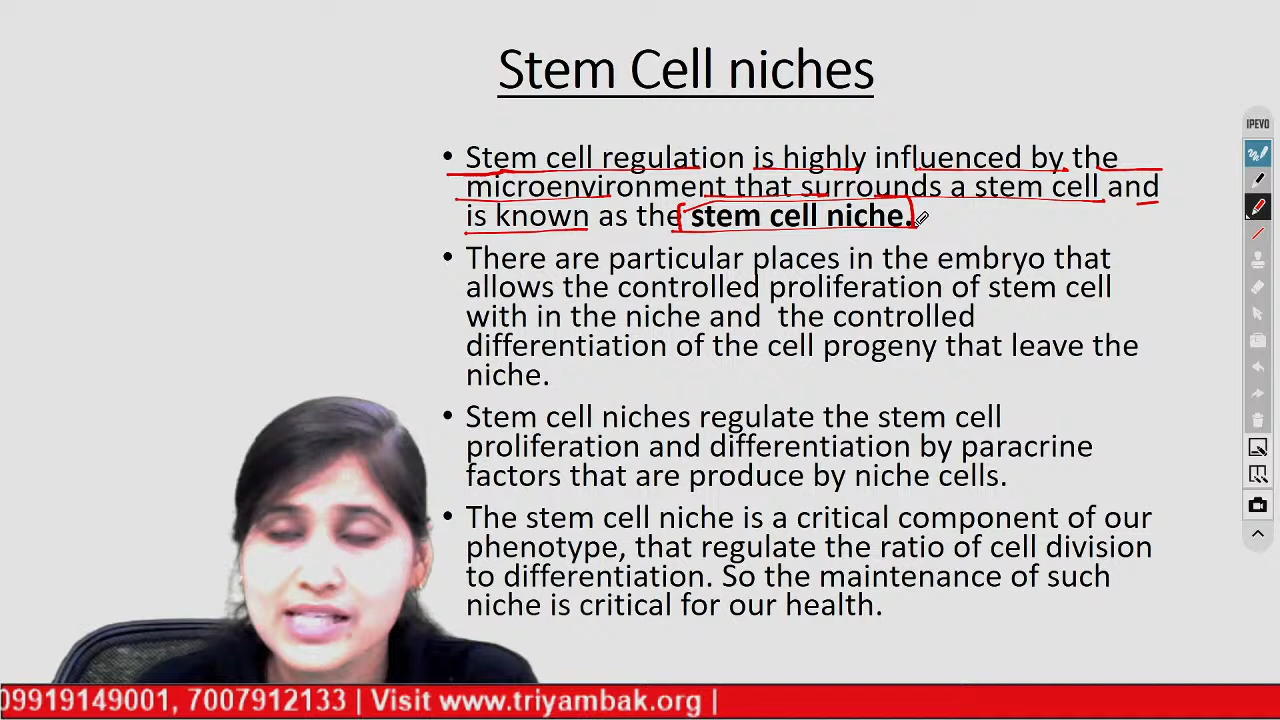 Stem Cell niches
IPEVO
• Stem cell regulation is highly influenced by the
microenvironment that surrounds a stem cell and
is known as the stem cell niche.
• There are particular places in the embryo that
allows the controlled proliferation of stem cell
with in the niche and the controlled
differentiation of the cell progeny that leave the
niche.
• Stem cell niches regulate the stem cell
proliferation and differentiation by paracrine
factors that are produce by niche cells.
• The stem cell niche is a critical component of our
phenotype, that regulate the ratio of cell division
to differentiation. So the maintenance of such
niche is critical for our health.
09919149001, 7007912133 | Visit www.triyambak.org |